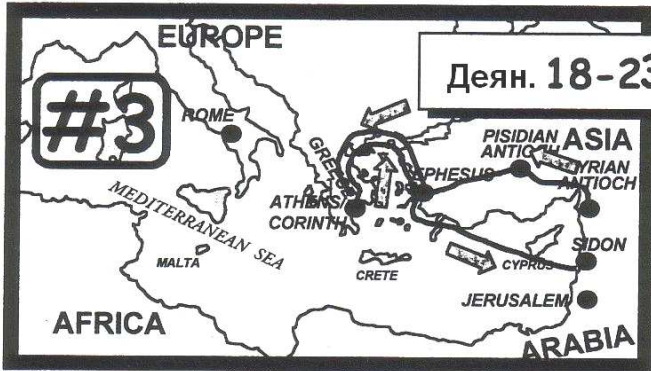 EUROPE
Деян. 18-23
#3
ROME
PISIDIAN
ANTIOCH
ASIA
SYRIAN
ANTIOCH
GREECE
EPHESUS
ATHENS/
CORINTH
MEDITERRANEAN SEA
SIDON
MALTA
CRETE
CYPRUS
JERUSALEM
AFRICA
ARABIA